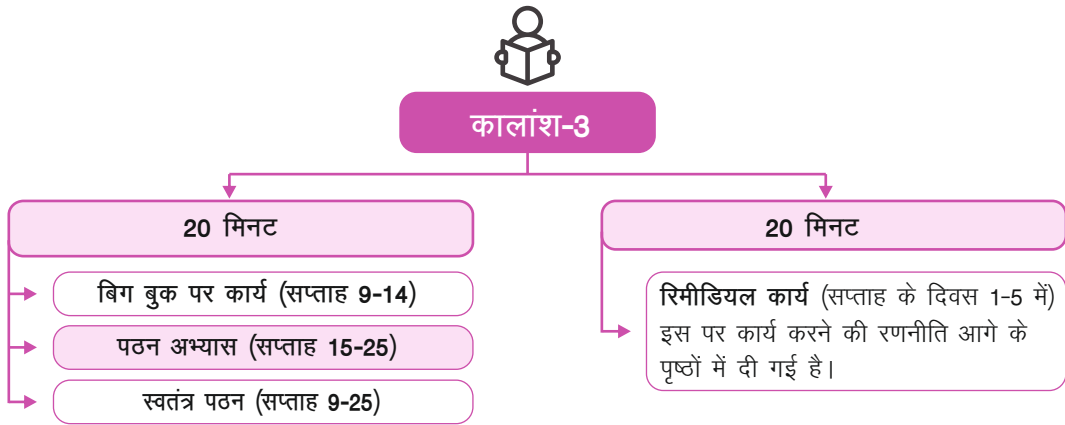 कालांश-3
20 मिनट
बिग बुक पर कार्य (सप्ताह 9-14)
पठन अभ्यास (सप्ताह 15-25)
स्वतंत्र पठन (सप्ताह 9-25)
20 मिनट
रिमीडियल कार्य (सप्ताह के दिवस 1-5 में)
इस पर कार्य करने की रणनीति आगे के
पृष्ठों में दी गई है।